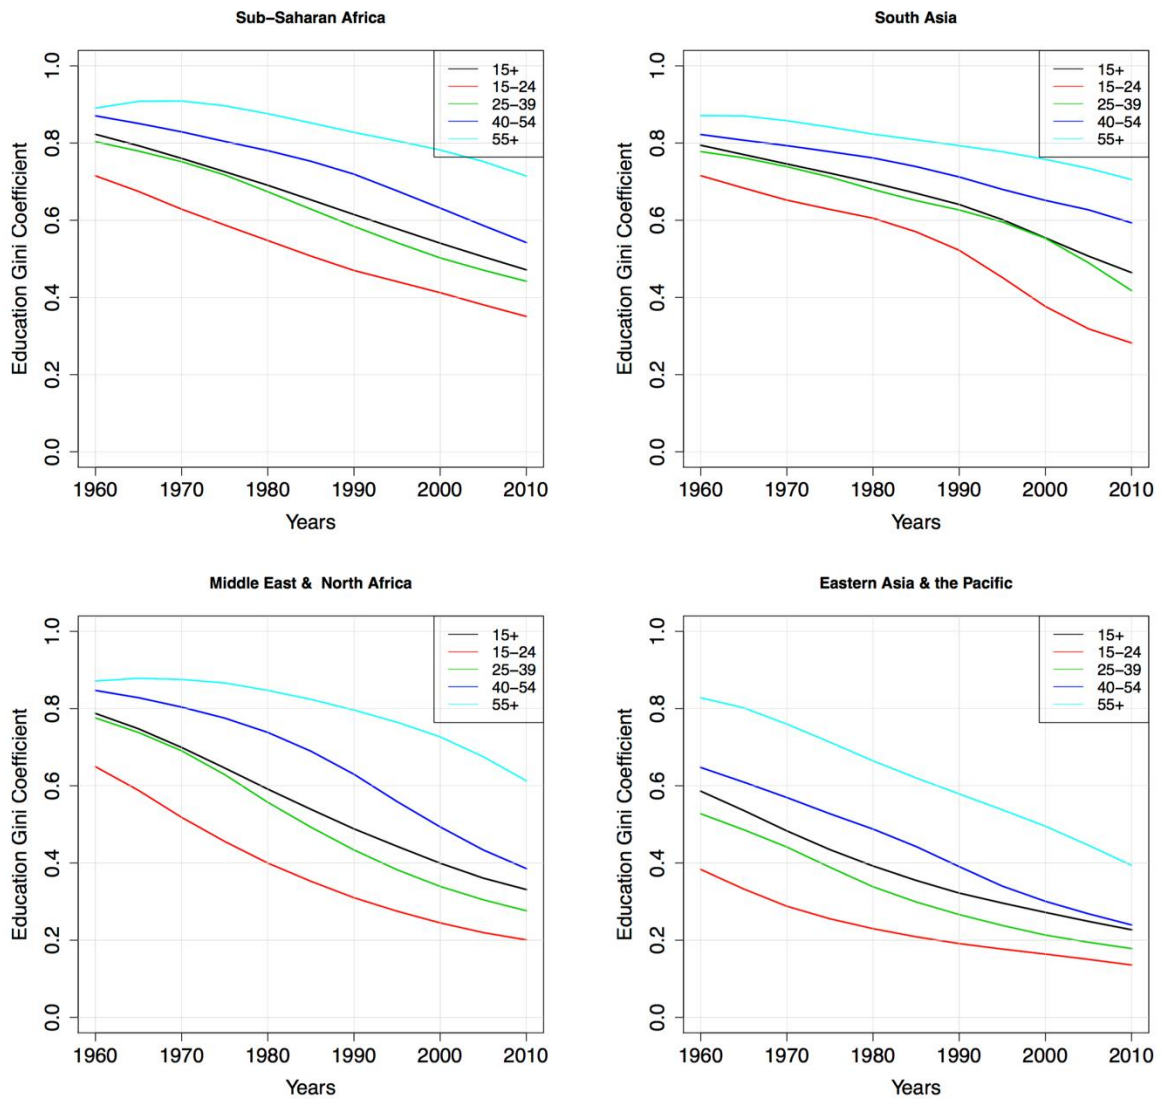 Sub−Saharan Africa
Education Gini Coefficient
1.0
0.8
0.6
0.4
0.2
0.0
15+
15−24
25−39
40−54
55+
1960 1970 1980 1990 2000 2010
Years
South Asia
Education Gini Coefficient
1.0
0.8
0.6
0.4
0.2
0.0
15+
15−24
25−39
40−54
55+
1960 1970 1980 1990 2000 2010
Years
Middle East & North Africa
Education Gini Coefficient
1.0
0.8
0.6
0.4
0.2
0.0
15+
15−24
25−39
40−54
55+
1960 1970 1980 1990 2000 2010
Years
Eastern Asia & the Pacific
Education Gini Coefficient
1.0
0.8
0.6
0.4
0.2
0.0
15+
15−24
25−39
40−54
55+
1960 1970 1980 1990 2000 2010
Years